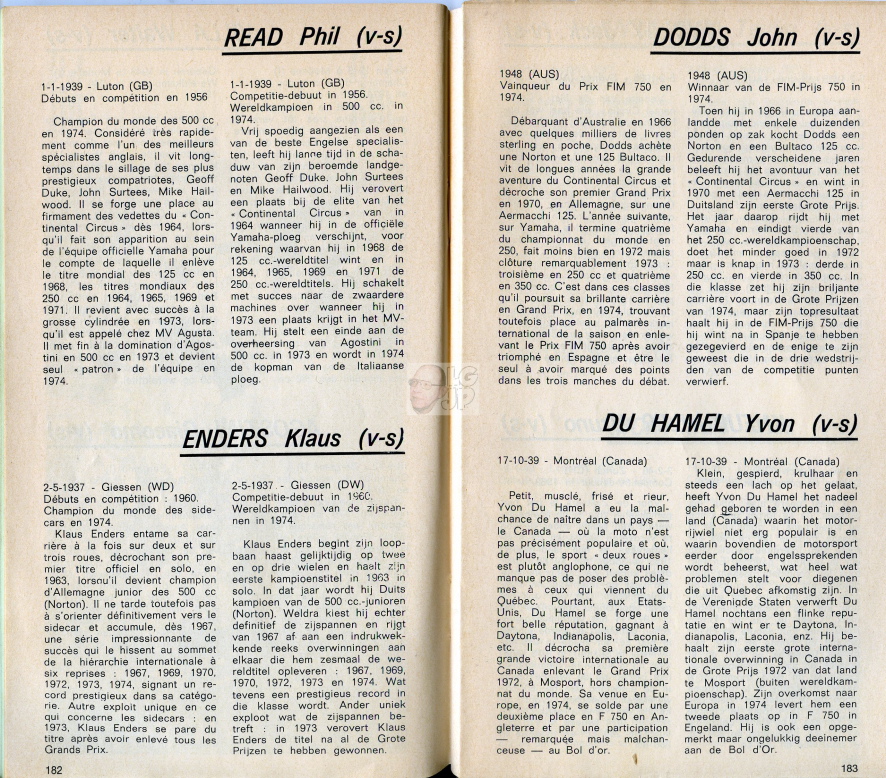 READ Phil (v-s)
1-1-1939 - Luton (GB)
Débuts en compétition en 1956
Champion du monde des 500 cc
en 1974. Considéré très rapide-
ment comme l'un des meilleurs
spécialistes anglais, il vit long-
temps dans le sillage de ses plus
prestigieux compatriotes, Geoff
Duke, John Surtees, Mike Hail-
wood. Il se forge une place au
firmament des vedettes du « Con-
tinental Circus » dès 1964, lors-
qu'il fait son apparition au sein
de l'équipe officielle Yamaha pour
le compte de laquelle il enlève
le titre mondial des 125 cc en
1968, les titres mondiaux des
250 cc en 1964, 1965, 1969 et
1971. Il revient avec succès à la
grosse cylindrée en 1973, lors-
qu'il est appelé chez MV Agusta.
Il met fin à la domination d'Agos-
tini en 500 cc en 1973 et devient
seul « patron » de l'équipe en
1974.
1-1-1939 - Luton (GB)
Competitie-debuut in 1956.
Wereldkampioen in 500 cc. in
1974.
Vrij spoedig aangezien als een
van de beste Engelse specialis-
ten, leeft hij lanne tijd in de scha-
duw van zijn beroemde landge-
noten Geoff Duke. John Surtees
en Mike Hailwood. Hij verovert
een plaats bij de elite van het
« Continental Circus » van in
1964 wanneer hij in de officiële
Yamaha-ploeg verschijnt, voor
rekening waarvan hij in 1968 de
125 cc.-wereldtitel wint en in
1964, 1965, 1969 en 1971 de
250 cc.-wereldtitels. Hij schakelt
met succes naar de zwaardere
machines over wanneer hij in
1973 een plaats krijgt in het MV-
team. Hij stelt een einde aan de
overheersing van Agostini in
500 cc. in 1973 en wordt in 1974
de kopman van de Italiaanse
ploeg.
ENDERS Klaus (v-s)
2-5-1937 - Giessen (WD)
Débuts en compétition : 1960.
Champion du monde des side-
cars en 1974.
Klaus Enders entame sa car-
rière à la fois sur deux et sur
trois roues, décrochant son pre-
mier titre officiel en solo, en
1963, lorsqu'il devient champion
d'Allemagne junior des 500 cc
(Norton). Il ne tarde toutefois pas
à s'orienter définitivement vers le
sidecar et accumule, dès 1967,
une série impressionnante de
succès qui le hissent au sommet
de la hiérarchie internationale à
six reprises : 1967, 1969, 1970,
1972, 1973, 1974, signant un re-
cord prestigieux dans sa catégo-
rie. Autre exploit unique en ce
qui concerne les sidecars : en
1973, Klaus Enders se pare du
titre après avoir enlevé tous les
Grands Prix.
2-5-1937 - Giessen (DW)
Competitie-debuut in 1960.
Wereldkampioen van de zijspan-
nen in 1974.
Klaus Enders begint zijn loop-
baan haast gelijktijdig op twee
en op drie wielen en haalt zijn
eerste kampioenstitel in 1963 in
solo. In dat jaar wordt hij Duits
kampioen van de 500 cc.-junioren
(Norton). Weldra kiest hij echter
definitief de zijspannen en rijgt
van 1967 af aan een indrukwek-
kende reeks overwinningen aan
elkaar die hem zesmaal de we-
reldtitel opleveren : 1967, 1969,
1970, 1972, 1973 en 1974. Wat
tevens een prestigieus record in
die klasse wordt. Ander uniek
exploot wat de zijspannen be-
treft : in 1973 verovert Klaus
Enders de titel na al de Grote
Prijzen te hebben gewonnen.
182
DODDS John (v-s)
1948 (AUS)
Vainqueur du Prix FIM 750 en
1974.
Débarquant d'Australie en 1966
avec quelques milliers de livres
sterling en poche, Dodds achète
une Norton et une 125 Bultaco. Il
vit de longues années la grande
aventure du Continental Circus et
décroche son premier Grand Prix
en 1970, en Allemagne, sur une
Aermacchi 125. L'année suivante,
sur Yamaha, il termine quatrième
du championnat du monde en
250, fait moins bien en 1972 mais
clôture remarquablement 1973 :
troisième en 250 cc et quatrième
en 350 cc. C'est dans ces classes
qu'il poursuit sa brillante carrière
en Grand Prix, en 1974, trouvant
toutefois place au palmarès in-
ternational de la saison en enle-
vant le Prix FIM 750 après avoir
triomphé en Espagne et être le
seul à avoir marqué des points
dans les trois manches du débat.
1948 (AUS)
Winnaar van de FIM-Prijs 750 in
1974.
Toen hij in 1966 in Europa aan-
landde met enkele duizenden
ponden op zak kocht Dodds een
Norton en een Bultaco 125 cc.
Gedurende verscheidene jaren
beleeft hij het avontuur van het
« Continental Circus » en wint in
1970 met een Aermacchi 125 in
Duitsland zijn eerste Grote Prijs.
Het jaar daarop rijdt hij met
Yamaha en eindigt vierde van
het 250 cc.-wereldkampioenschap,
doet het minder goed in 1972
maar is knap in 1973 : derde in
250 cc. en vierde in 350 cc. In
die klasse zet hij zijn briljante
carrière voort in de Grote Prijzen
van 1974, maar zijn topresultaat
haalt hij in de FIM-Prijs 750 die
hij wint na in Spanje te hebben
gezegevierd en de enige te zijn
geweest die in de drie wedstrij-
den van de competitie punten
verwierf.
DU HAMEL Yvon (v-s)
17-10-39 - Montréal (Canada)
Petit, musclé, frisé et rieur,
Yvon Du Hamel a eu la mal-
chance de naître dans un pays —
le Canada — où la moto n'est
pas précisément populaire et où,
de plus, le sport « deux roues »
est plutôt anglophone, ce qui ne
manque pas de poser des problè-
mes à ceux qui viennent du
Québec. Pourtant, aux Etats-
Unis, Du Hamel se forge une
fort belle réputation, gagnant à
Daytona, Indianapolis, Laconia,
etc. Il décrocha sa première
grande victoire internationale au
Canada enlevant le Grand Prix
1972, à Mosport, hors champion-
nat du monde. Sa venue en Eu-
rope, en 1974, se solde par une
deuxième place en F 750 en An-
gleterre et par une participation
— remarquée mais malchan-
ceuse — au Bol d'or.
17-10-39 - Montréal (Canada)
Klein, gespierd, krulhaar en
steeds een lach op het gelaat,
heeft Yvon Du Hamel het nadeel
gehad geboren te worden in een
land (Canada) waarin het motor-
rijwiel niet erg populair is en
waarin bovendien de motorsport
eerder door engelssprekenden
wordt beheerst, wat heel wat
problemen stelt voor diegenen
die uit Quebec afkomstig zijn. In
de Verenigde Staten verwerft Du
Hamel nochtans een flinke repu-
tatie en wint er te Daytona, In-
dianapolis, Laconia, enz. Hij be-
haalt zijn eerste grote interna-
tionale overwinning in Canada in
de Grote Prijs 1972 van dat land
te Mosport (buiten wereldkam-
pioenschap). Zijn overkomst naar
Europa in 1974 levert hem een
tweede plaats op in F 750 in
Engeland. Hij is ook een opge-
merkt maar ongelukkig deelnemer
aan de Bol d'Or.
183
LG
JP